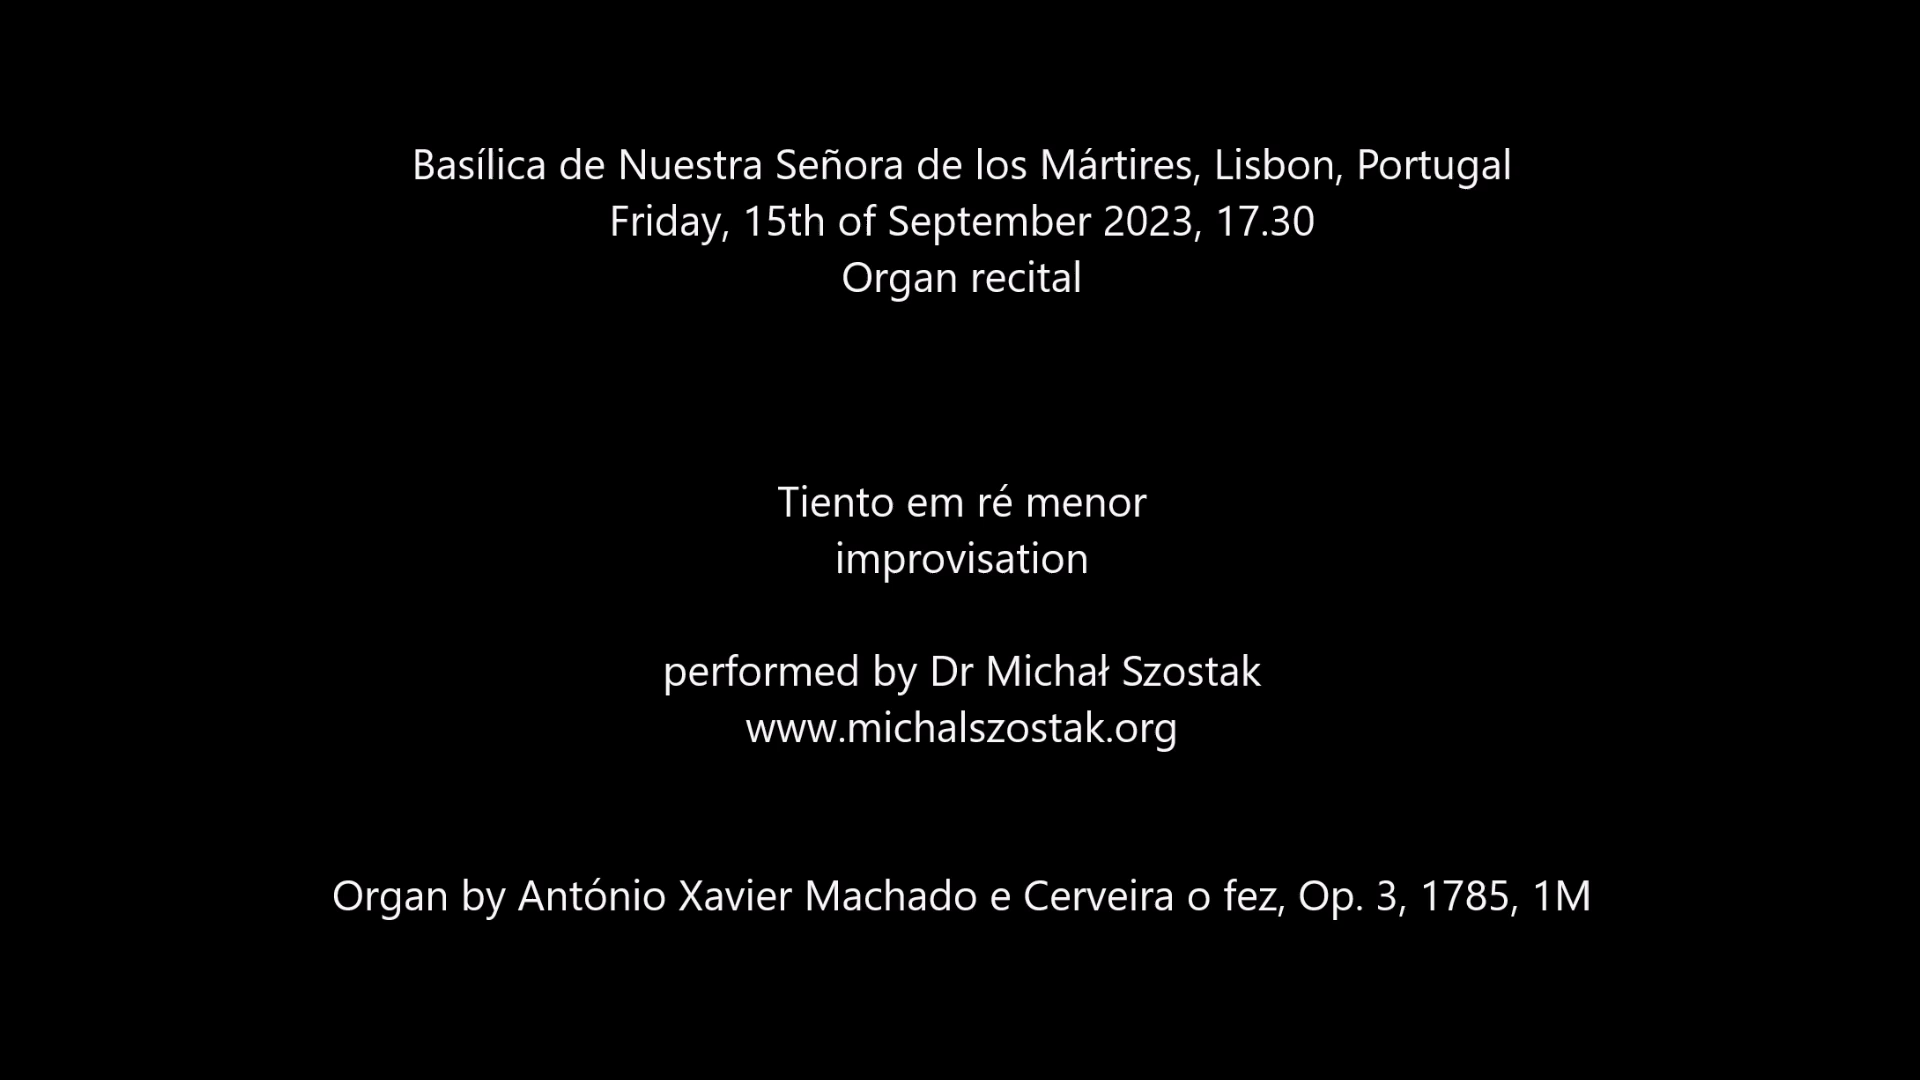 Basílica de Nuestra Señora de los Mártires, Lisbon, Portugal
Friday, 15th of September 2023, 17.30
Organ recital
Tiento em ré menor
improvisation
performed by Dr Michał Szostak
www.michalszostak.org
Organ by António Xavier Machado e Cerveira o fez, Op. 3, 1785, 1M